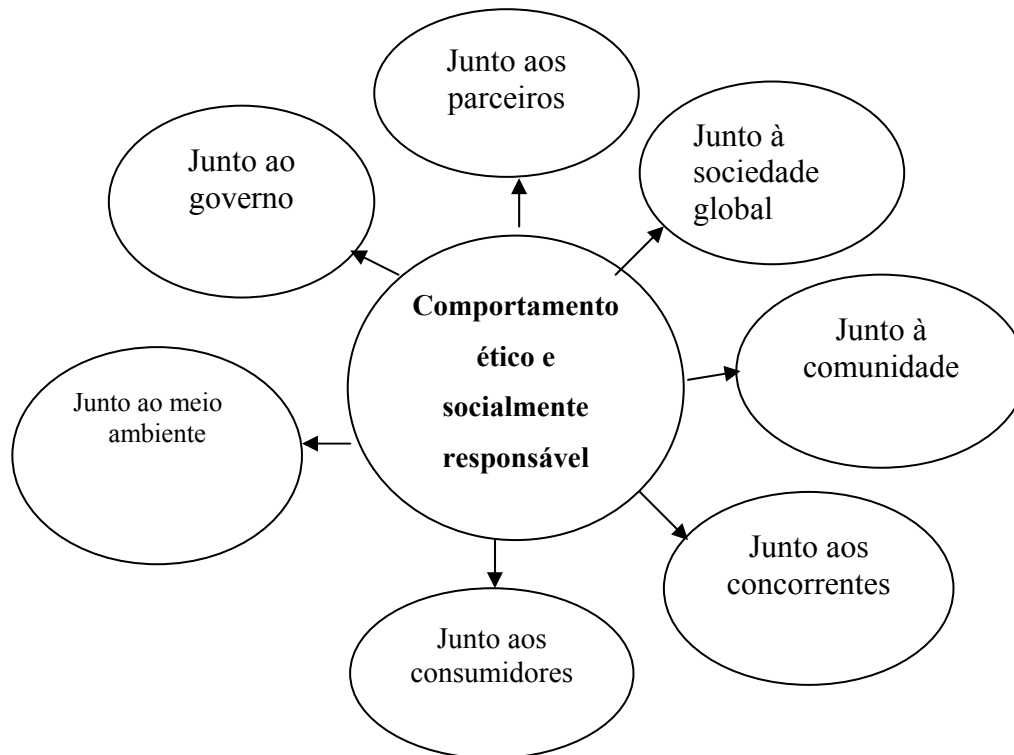 Junto aos
parceiros
Junto à
sociedade
global
Junto ao
governo
Comportamento
ético e
socialmente
responsável
Junto à
comunidade
Junto ao meio
ambiente
Junto aos
concorrentes
Junto aos
consumidores